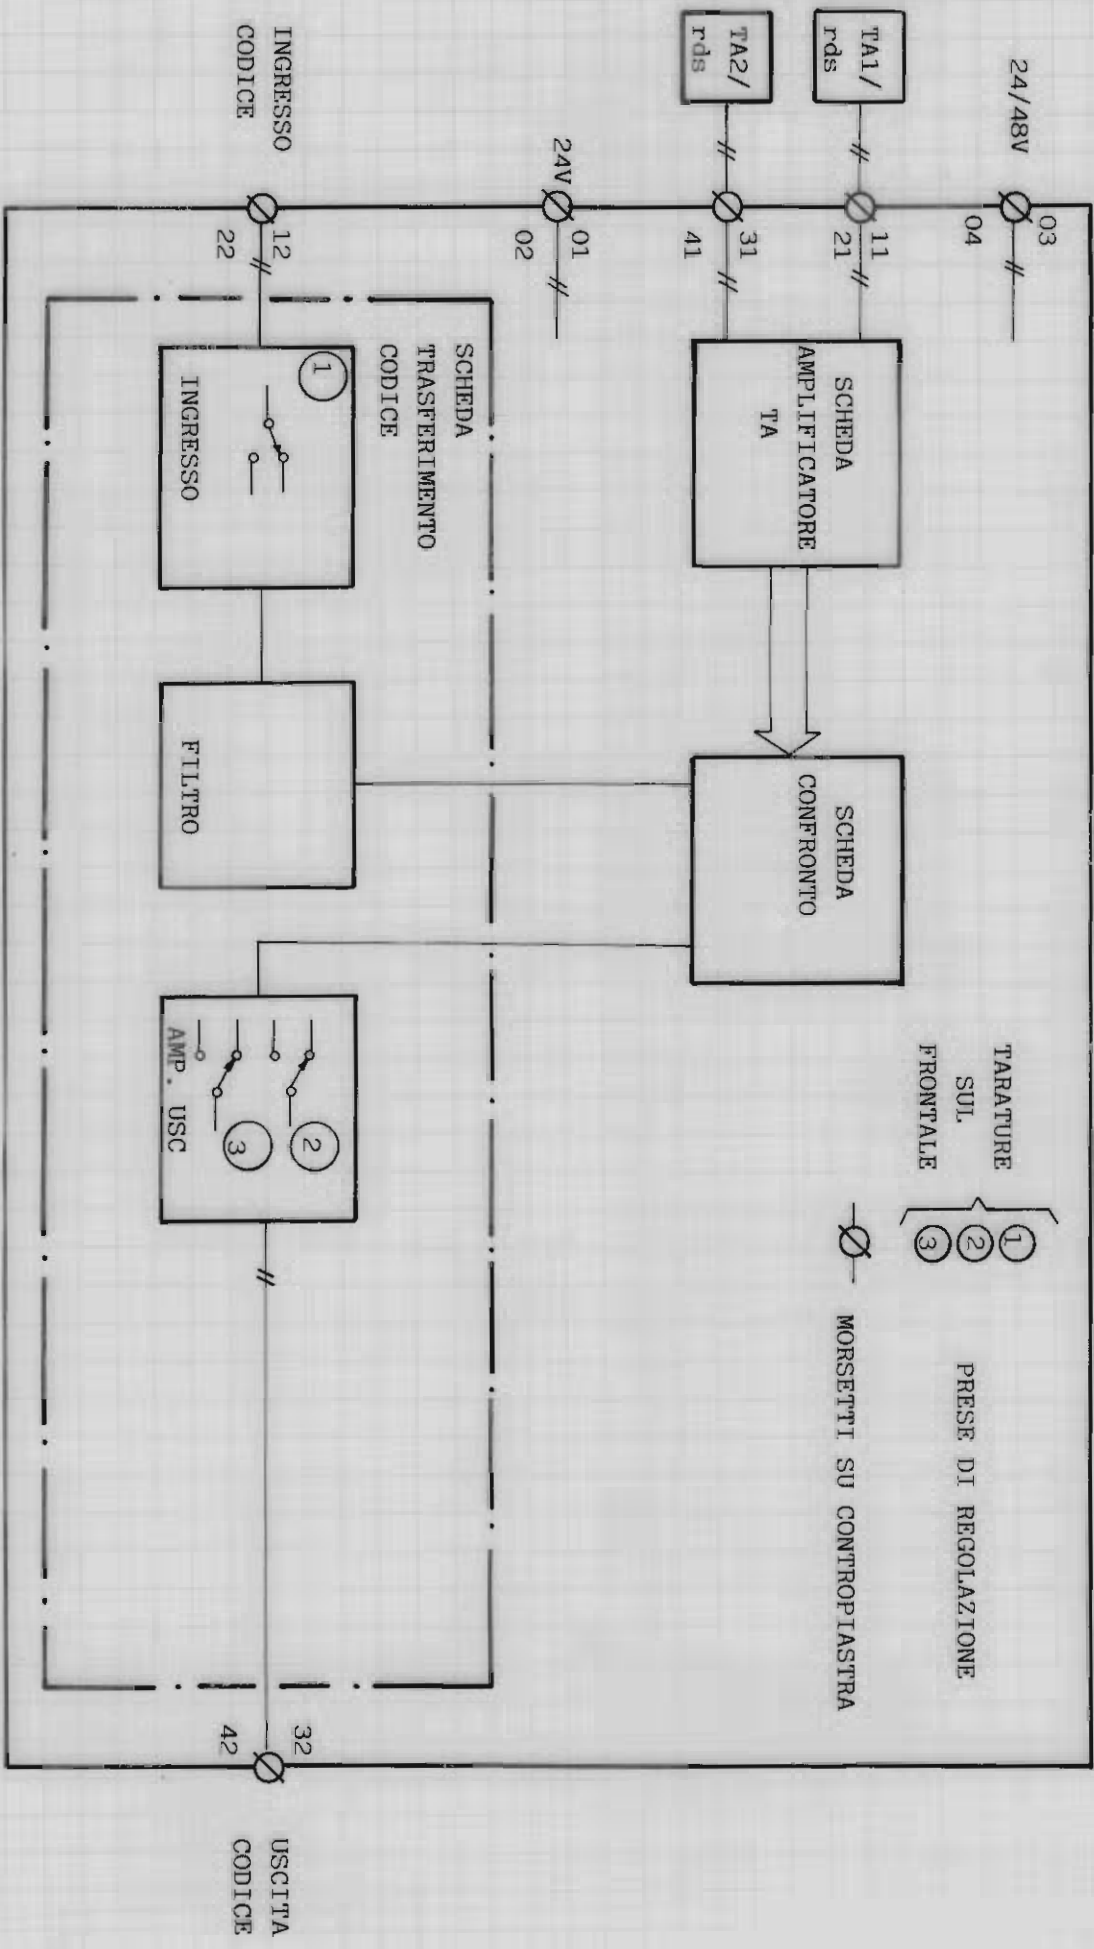 24/48V
03
04
TA1/
rds
11
21
TA2/
rds
31
41
24V
01
02
INGRESSO
CODICE
12
22
SCHEDA
AMPLIFICATORE
TA
SCHEDA
CONFRONTO
TARATURE
SUL
FRONTALE
1
2
3
PRESE DI REGOLAZIONE
MORSETTI SU CONTROPIASTRA
SCHEDA
TRASFERIMENTO
CODICE
1
INGRESSO
FILTRO
2
3
AMP. USC
32
42
USCITA
CODICE